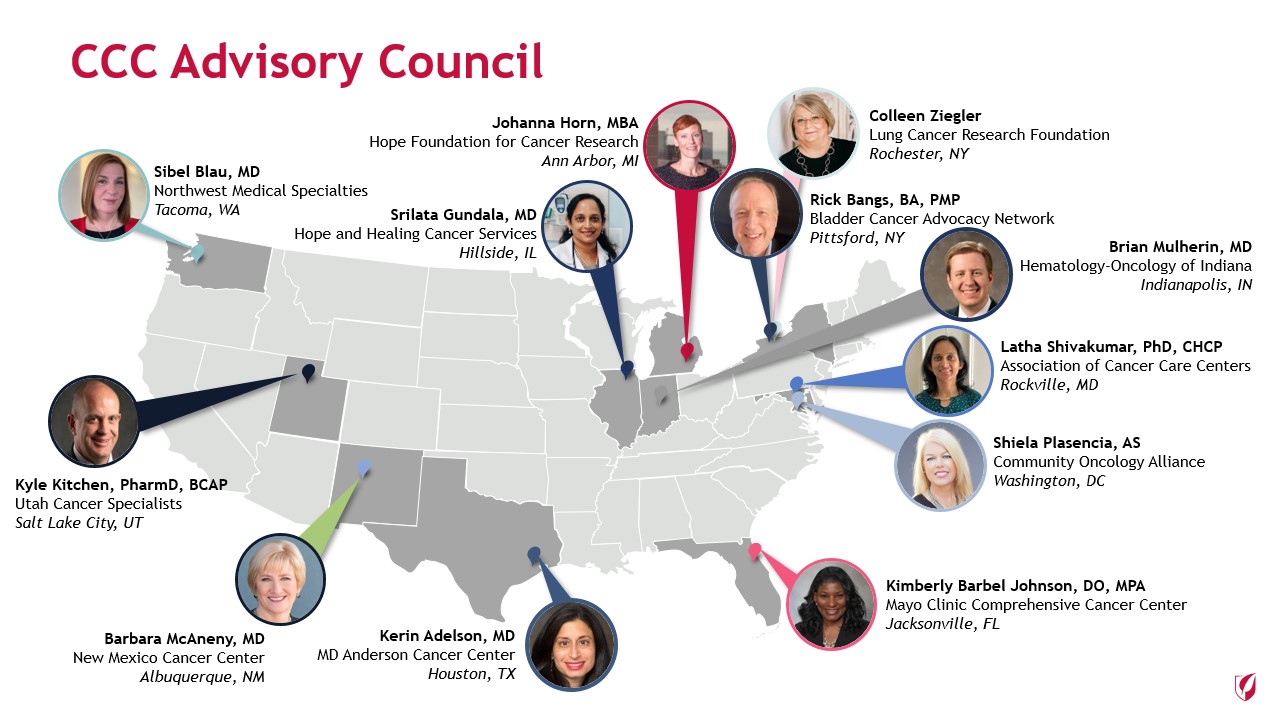 CCC Advisory Council
Johanna Horn, MBA
Hope Foundation for Cancer Research
Ann Arbor, MI
Colleen Ziegler
Lung Cancer Research Foundation
Rochester, NY
Sibel Blau, MD
Northwest Medical Specialties
Tacoma, WA
Srilata Gundala, MD
Hope and Healing Cancer Services
Hillside, IL
Rick Bangs, BA, PMP
Bladder Cancer Advocacy Network
Pittsford, NY
Brian Mulherin, MD
Hematology-Oncology of Indiana
Indianapolis, IN
Latha Shivakumar, PhD, CHCP
Association of Cancer Care Centers
Rockville, MD
Shiela Plasencia, AS
Community Oncology Alliance
Washington, DC
Kyle Kitchen, PharmD, BCAP
Utah Cancer Specialists
Salt Lake City, UT
Kimberly Barbel Johnson, DO, MPA
Mayo Clinic Comprehensive Cancer Center
Jacksonville, FL
Barbara McAneny, MD
New Mexico Cancer Center
Albuquerque, NM
Kerin Adelson, MD
MD Anderson Cancer Center
Houston, TX